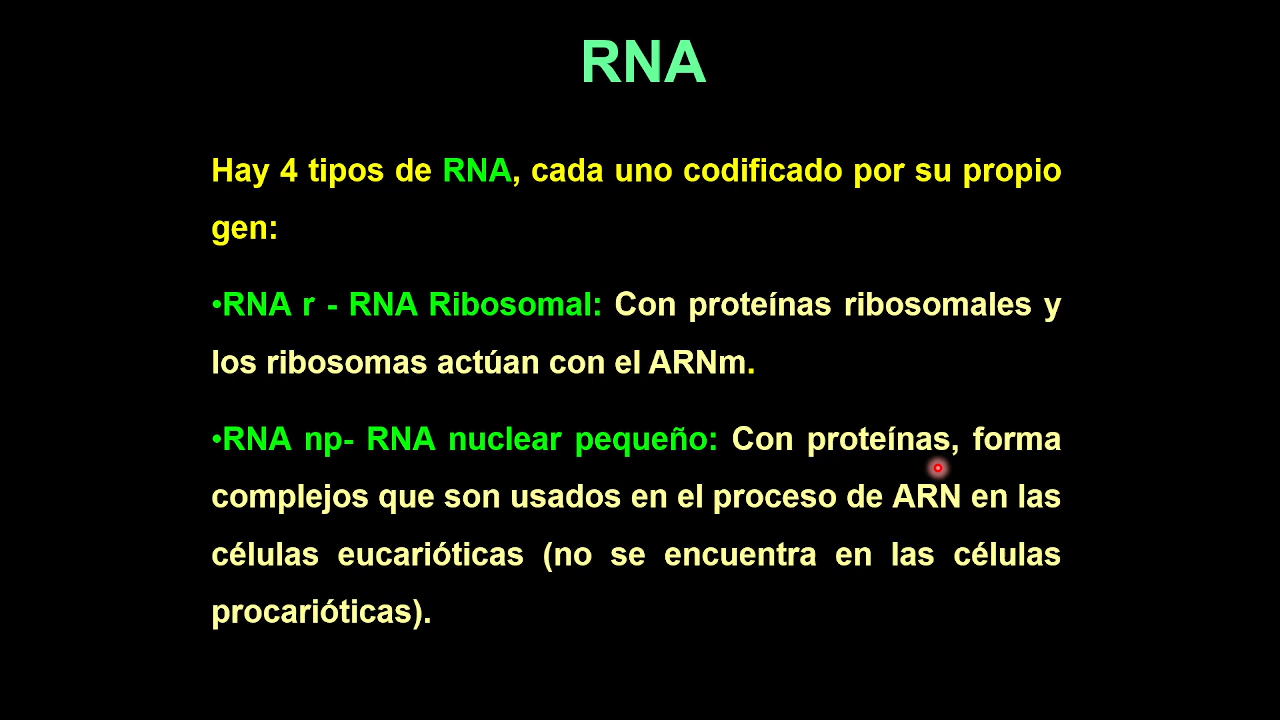 RNA
Hay 4 tipos de RNA, cada uno codificado por su propio
gen:
•RNA r - RNA Ribosomal: Con proteínas ribosomales y
los ribosomas actúan con el ARNm.
•RNA np- RNA nuclear pequeño: Con proteínas, forma
complejos que son usados en el proceso de ARN en las
células eucarióticas (no se encuentra en las células
procarióticas).